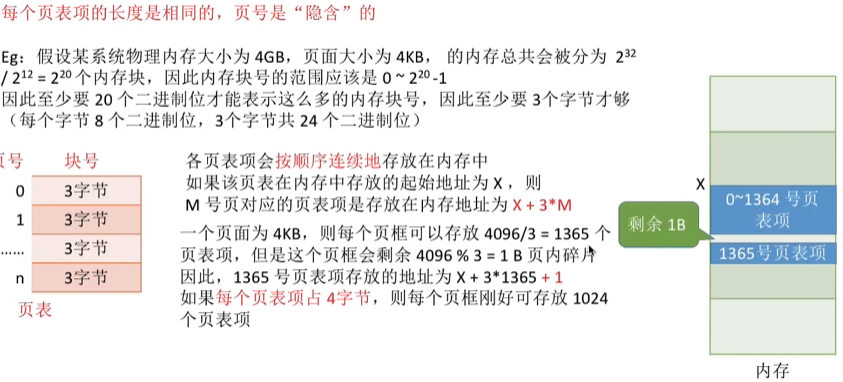 每个页表项的长度是相同的，页号是“隐含”的
Eg：假设某系统物理内存大小为 4GB，页面大小为 4KB， 的内存总共会被分为 2³²
/ 2¹² = 2²⁰ 个内存块，因此内存块号的范围应该是 0 ~ 2²⁰ -1
因此至少要 20 个二进制位才能表示这么多的内存块号，因此至少要 3个字节才够
（每个字节 8 个二进制位，3个字节共 24 个二进制位）
页号 块号
0 3字节
1 3字节
…… 3字节
n 3字节
页表
各页表项会按顺序连续地存放在内存中
如果该页表在内存中存放的起始地址为 X ，则
M 号页对应的页表项是存放在内存地址为 X + 3*M
一个页面为 4KB，则每个页框可以存放 4096/3 = 1365 个
页表项，但是这个页框会剩余 4096 % 3 = 1 B 页内碎片
因此，1365 号页表项存放的地址为 X + 3*1365 + 1
如果每个页表项占 4字节，则每个页框刚好可存放 1024
个页表项
剩余 1B
X
0~1364 号页
表项
1365号页表项
内存